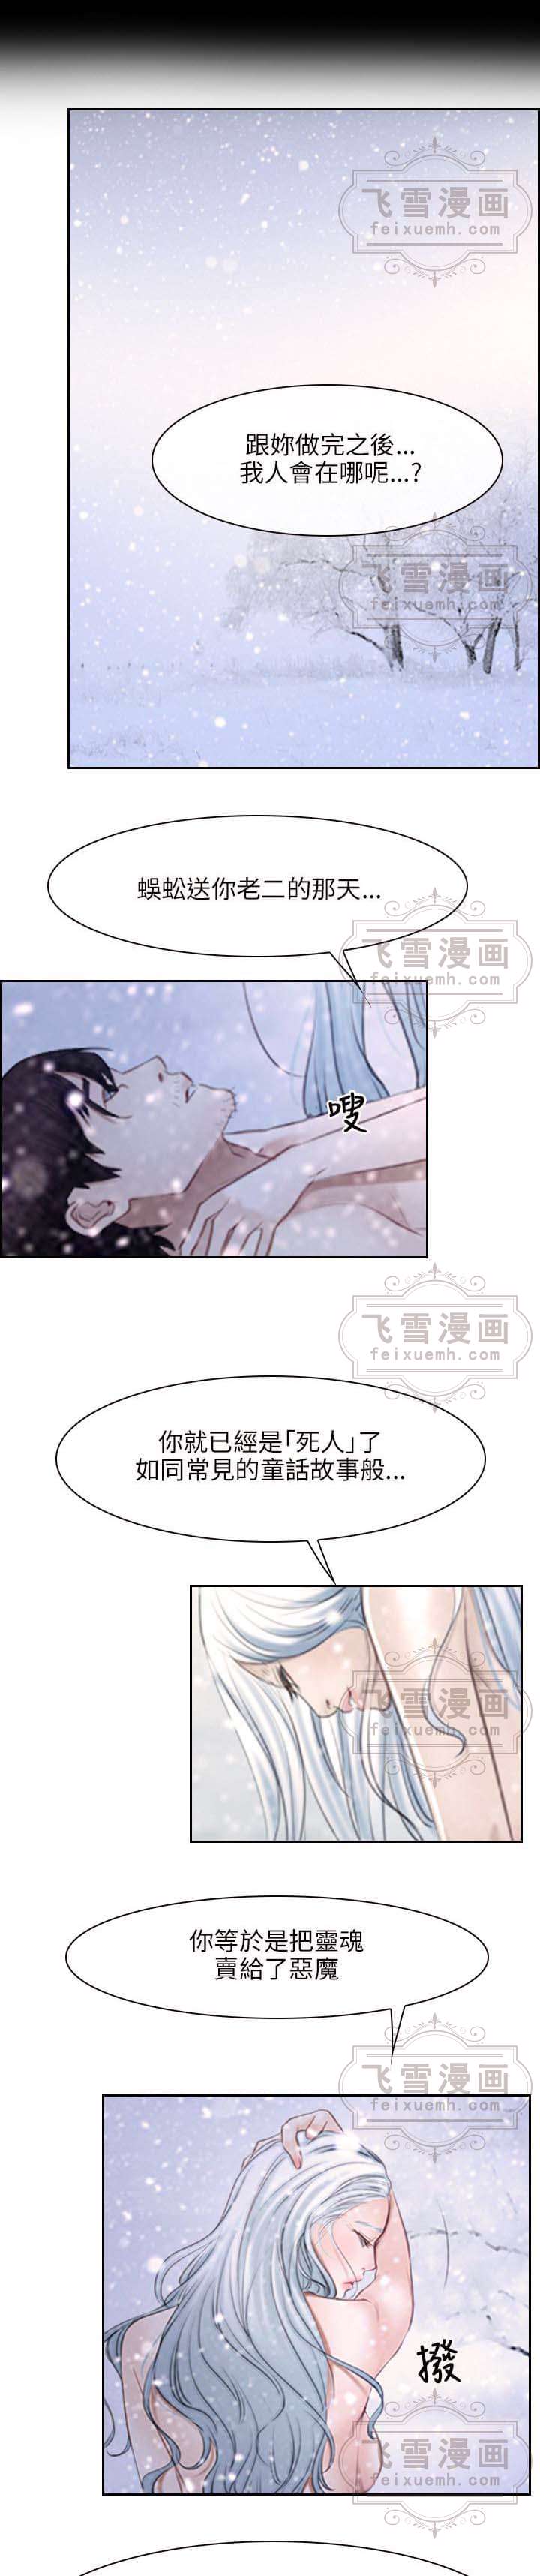 飞雪漫画
feixuemh.com
跟妳做完之後...
我人會在哪呢...?
飞雪漫画
feixuemh.com
蜈蚣送你老二的那天...
飞雪漫画
feixuemh.com
嗖
飞雪漫画
feixuemh.com
你就已經是「死人」了
如同常見的童話故事般...
飞雪漫画
feixuemh.com
你等於是把靈魂
賣給了惡魔
飞雪漫画
feixuemh.com
撥
飞雪漫画
feixuemh.com